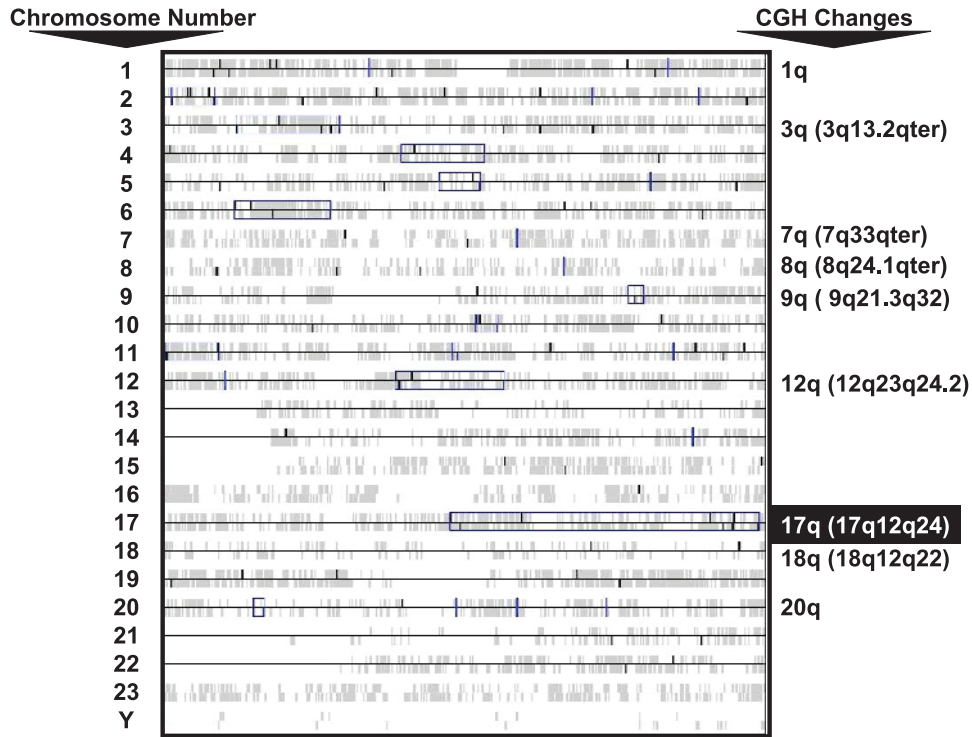 Chromosome Number CGH Changes
1 1q
2
3 3q (3q13.2qter)
4
5
6
7 7q (7q33qter)
8 8q (8q24.1qter)
9 9q ( 9q21.3q32)
10
11
12 12q (12q23q24.2)
13
14
15
16
17 17q (17q12q24)
18 18q (18q12q22)
19
20 20q
21
22
23
Y